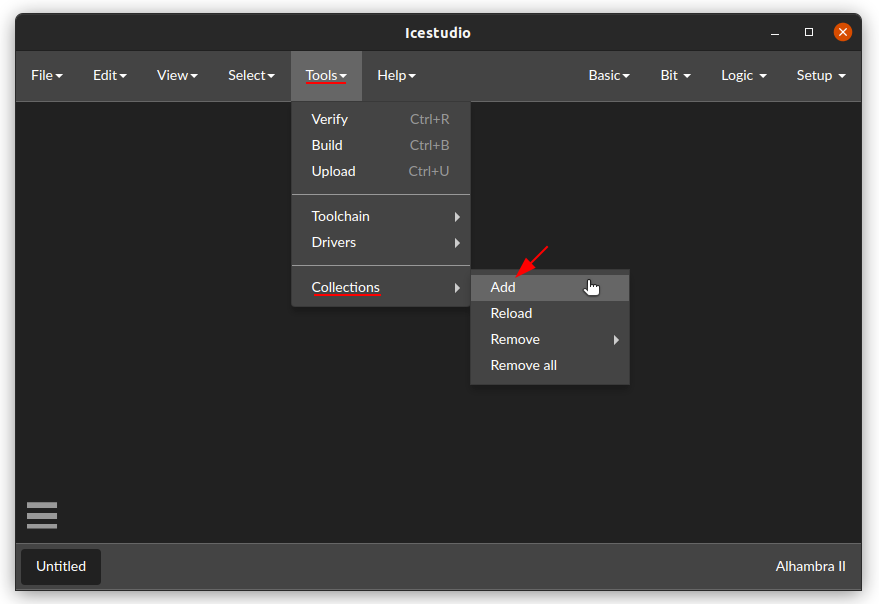 Icestudio
File Edit View Select Tools Help Basic Bit Logic Setup
Verify Ctrl+R
Build Ctrl+B
Upload Ctrl+U
Toolchain
Drivers
Collections
Add
Reload
Remove
Remove all
Untitled Alhambra II